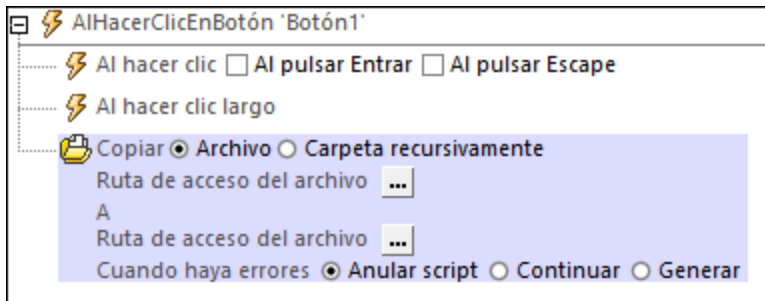 AlHacerClicEnBotón 'Botón1'
Al hacer clic Al pulsar Entrar Al pulsar Escape
Al hacer clic largo
Copiar Archivo Carpeta recursivamente
Ruta de acceso del archivo ...
A
Ruta de acceso del archivo ...
Cuando haya errores Anular script Continuar Generar